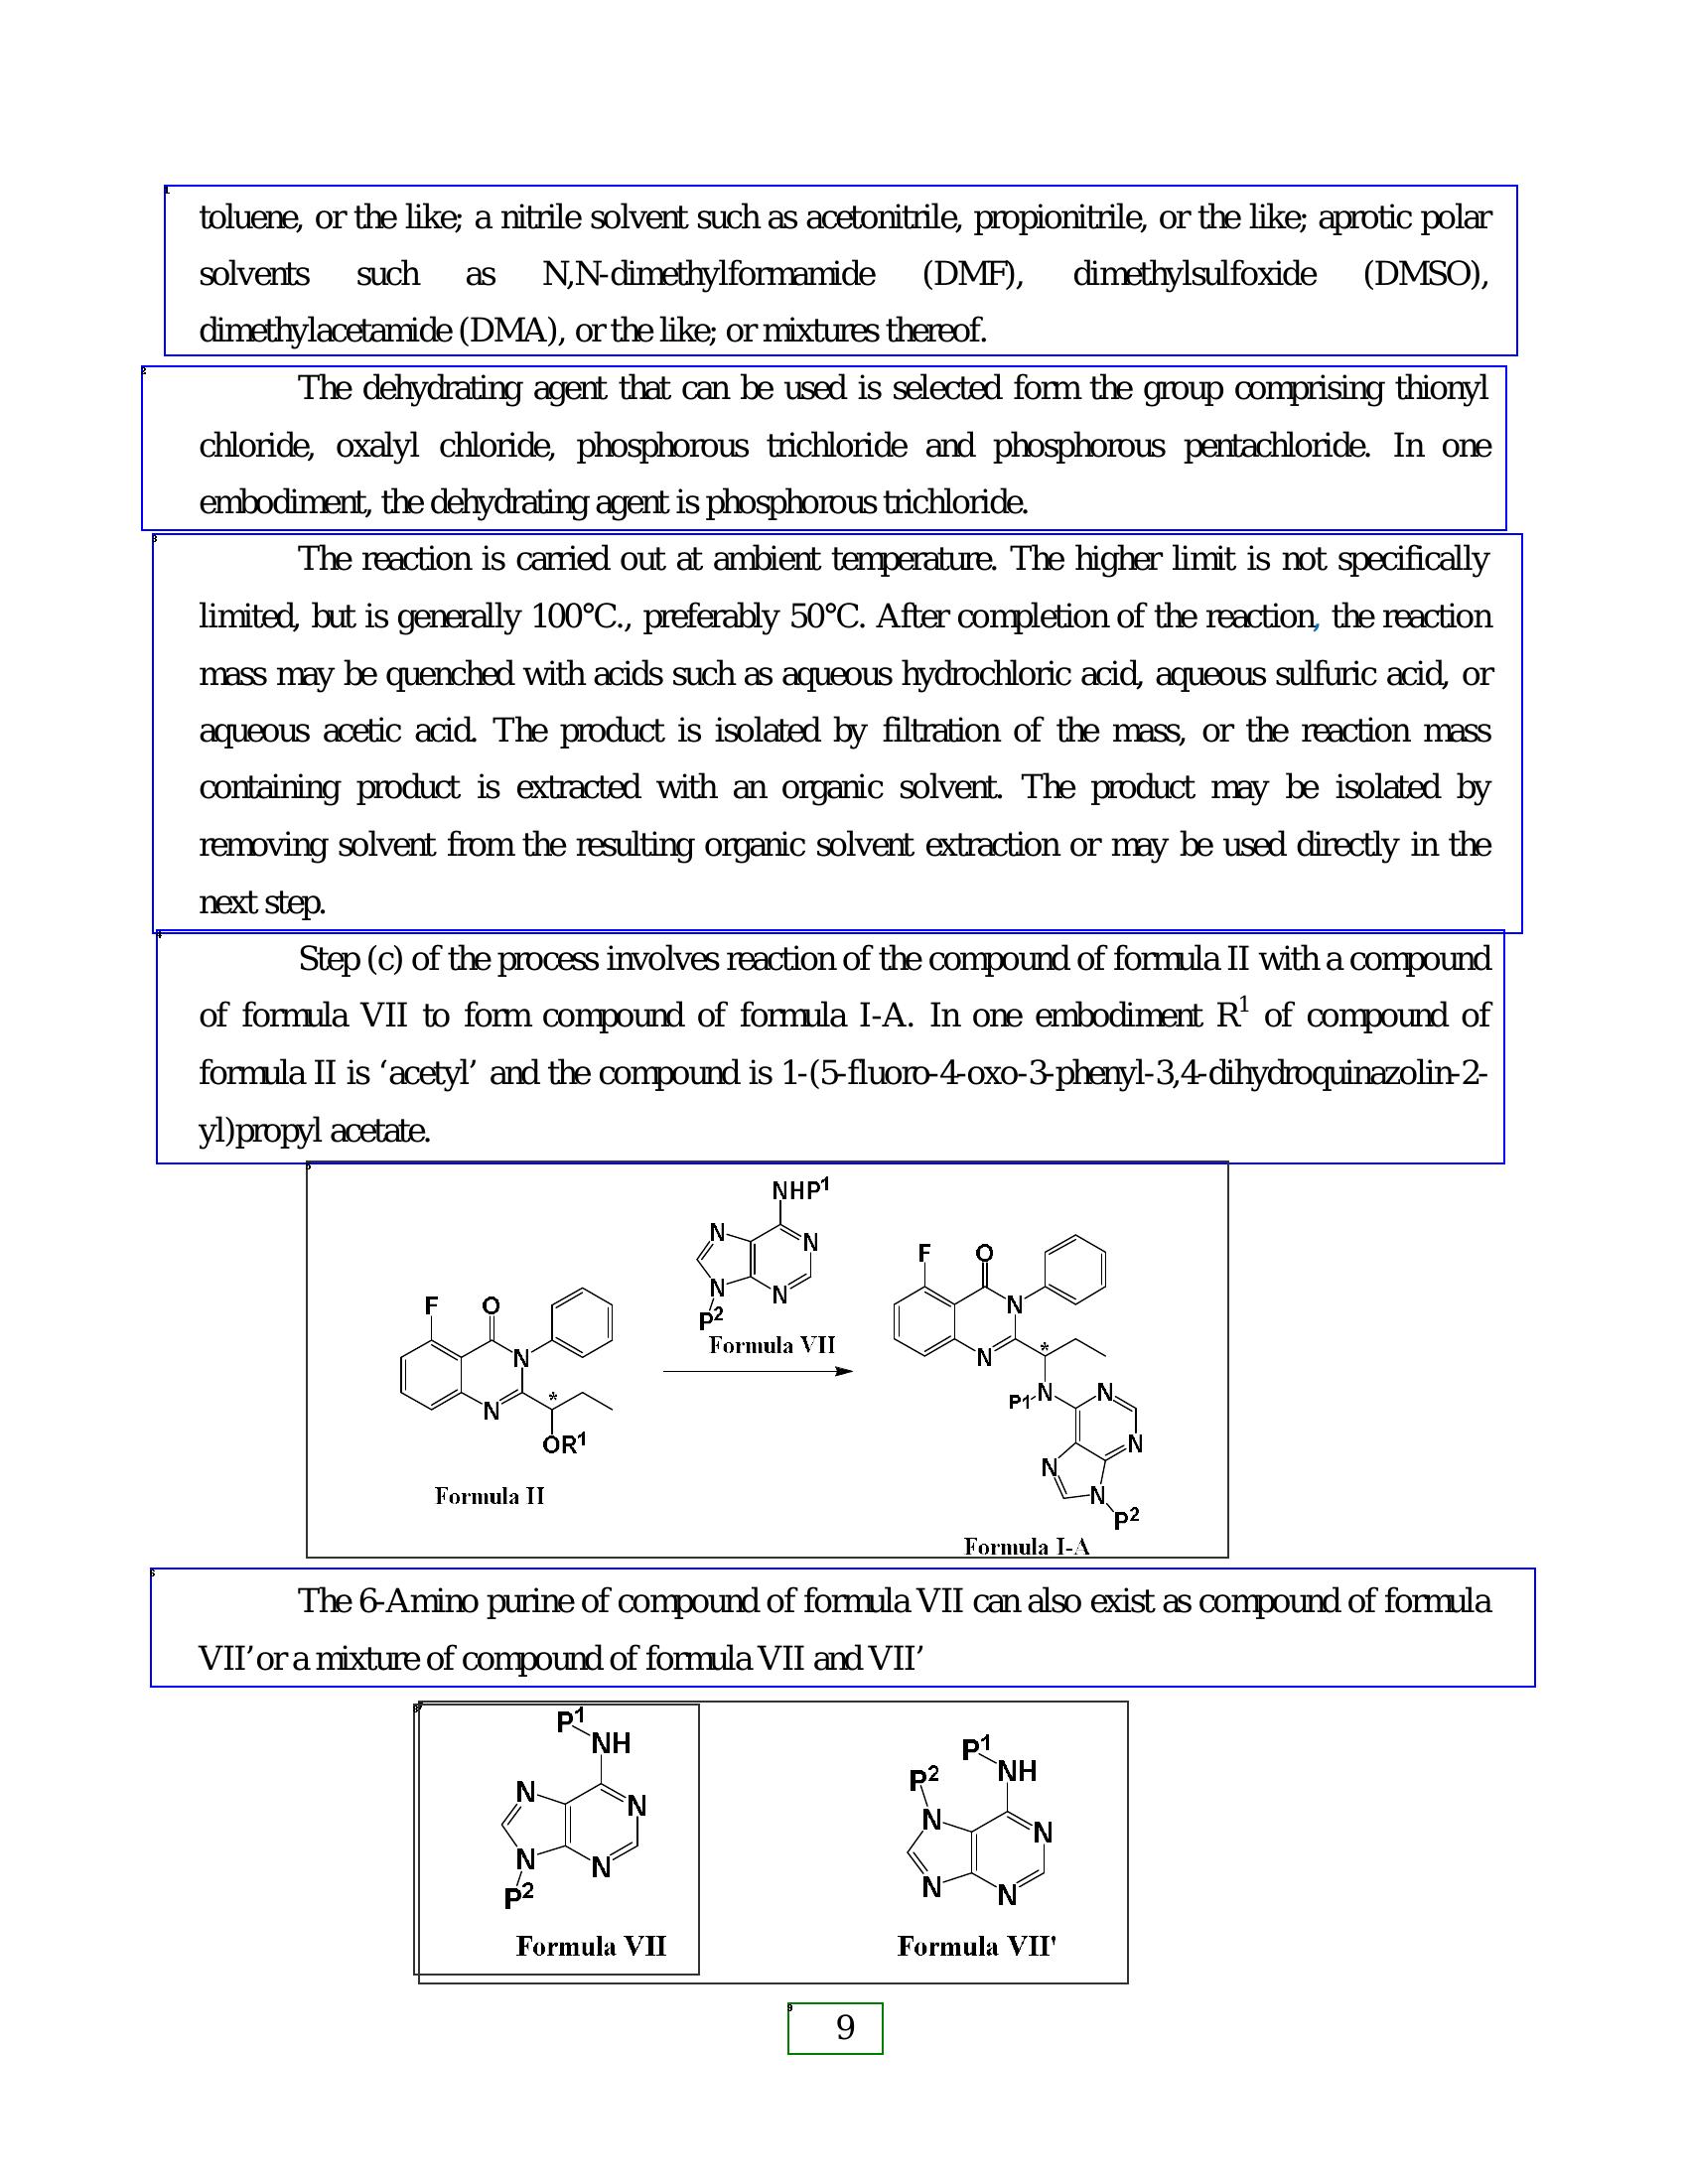 toluene, or the like; a nitrile solvent such as acetonitrile, propionitrile, or the like; aprotic polar
solvents such as N,N-dimethylformamide (DMF), dimethylsulfoxide (DMSO),
dimethylacetamide (DMA), or the like; or mixtures thereof.
The dehydrating agent that can be used is selected form the group comprising thionyl
chloride, oxalyl chloride, phosphorous trichloride and phosphorous pentachloride. In one
embodiment, the dehydrating agent is phosphorous trichloride.
The reaction is carried out at ambient temperature. The higher limit is not specifically
limited, but is generally 100°C., preferably 50°C. After completion of the reaction, the reaction
mass may be quenched with acids such as aqueous hydrochloric acid, aqueous sulfuric acid, or
aqueous acetic acid. The product is isolated by filtration of the mass, or the reaction mass
containing product is extracted with an organic solvent. The product may be isolated by
removing solvent from the resulting organic solvent extraction or may be used directly in the
next step.
Step (c) of the process involves reaction of the compound of formula II with a compound
of formula VII to form compound of formula I-A. In one embodiment R¹ of compound of
formula II is ‘acetyl’ and the compound is 1-(5-fluoro-4-oxo-3-phenyl-3,4-dihydroquinazolin-2-
yl)propyl acetate.
F O N N * OR¹
Formula II
NHP¹ N N N N P²
Formula VII
F O N N * P¹ N N N N N P²
Formula I-A
The 6-Amino purine of compound of formula VII can also exist as compound of formula
VII’ or a mixture of compound of formula VII and VII’
P¹ NH N N N N P²
Formula VII
P¹ P² NH N N N N
Formula VII'
9